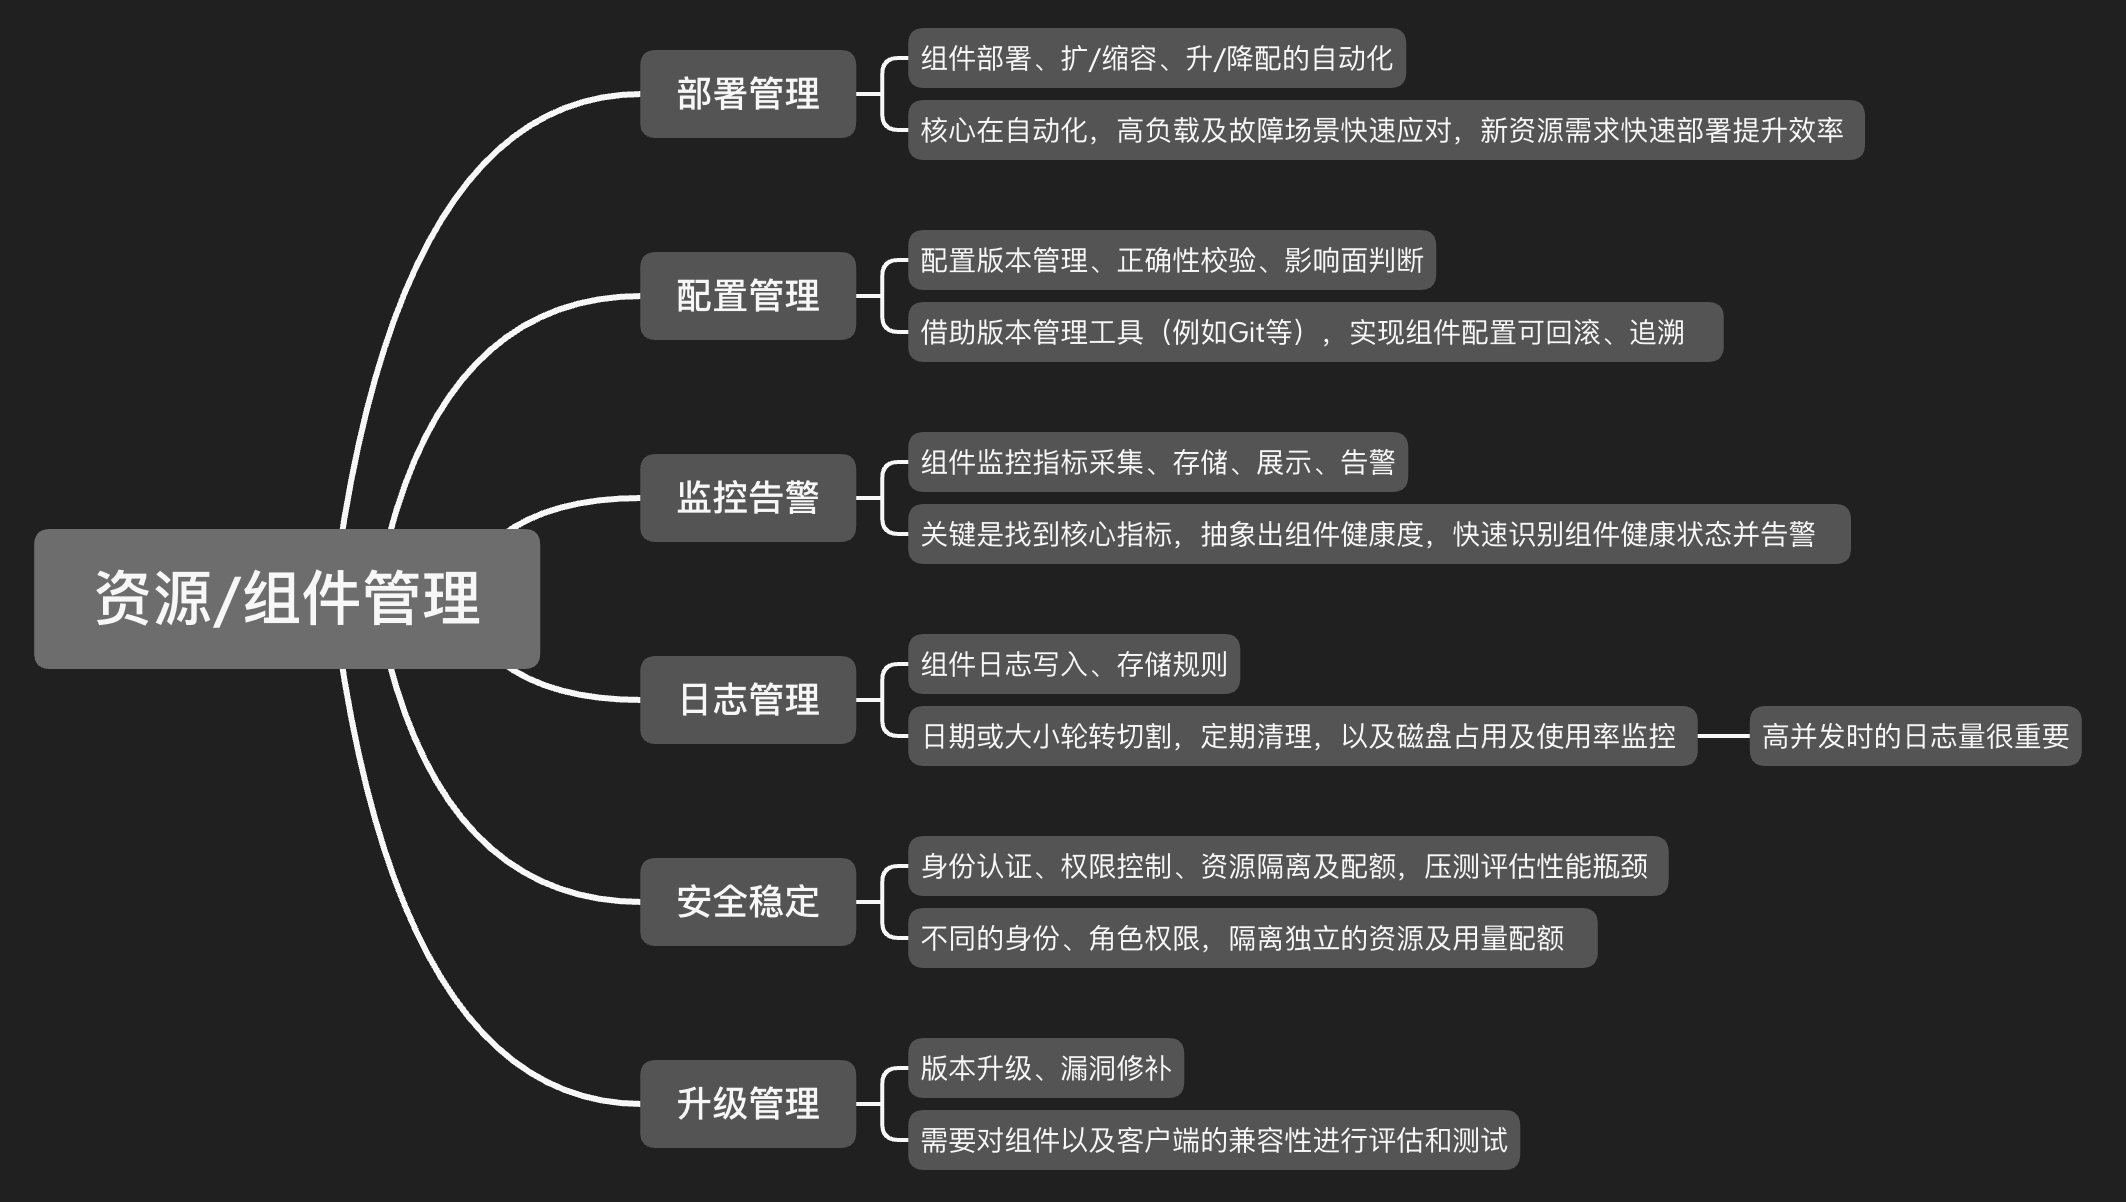 资源/组件管理
部署管理
组件部署、扩/缩容、升/降配的自动化
核心在自动化，高负载及故障场景快速应对，新资源需求快速部署提升效率
配置管理
配置版本管理、正确性校验、影响面判断
借助版本管理工具（例如Git等），实现组件配置可回滚、追溯
监控告警
组件监控指标采集、存储、展示、告警
关键是找到核心指标，抽象出组件健康度，快速识别组件健康状态并告警
日志管理
组件日志写入、存储规则
日期或大小轮转切割，定期清理，以及磁盘占用及使用率监控
高并发时的日志量很重要
安全稳定
身份认证、权限控制、资源隔离及配额，压测评估性能瓶颈
不同的身份、角色权限，隔离独立的资源及用量配额
升级管理
版本升级、漏洞修补
需要对组件以及客户端的兼容性进行评估和测试